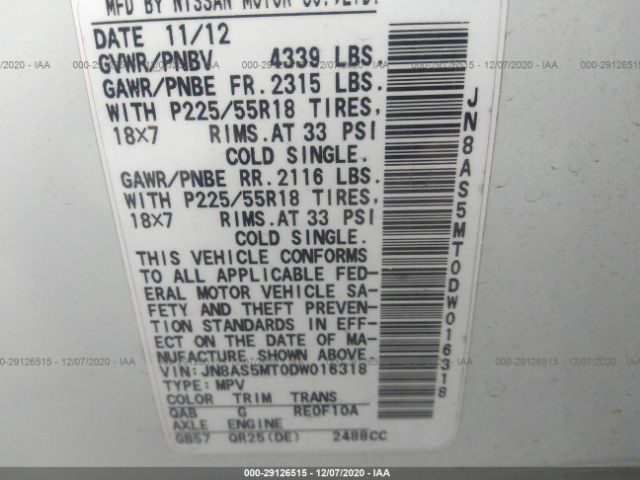 MFD BY NISSAN MOTOR CO.,LTD.
DATE 11/12
GVWR/PNBV 4339 LBS
GAWR/PNBE FR. 2315 LBS.
WITH P225/55R18 TIRES,
18X7 RIMS. AT 33 PSI
COLD SINGLE.
GAWR/PNBE RR. 2116 LBS.
WITH P225/55R18 TIRES,
18X7 RIMS. AT 33 PSI
COLD SINGLE.
THIS VEHICLE CONFORMS
TO ALL APPLICABLE FED-
ERAL MOTOR VEHICLE SA-
FETY AND THEFT PREVEN-
TION STANDARDS IN EFF-
ECT ON THE DATE OF MA-
NUFACTURE SHOWN ABOVE.
VIN: JN8AS5MT0DW016318
TYPE: MPV
COLOR TRIM TRANS
QAB G RE0F10A
AXLE ENGINE
GB57 QR25(DE) 2488CC
JN8AS5MT0DW016318
000-29126515 - 12/07/2020 - IAAI